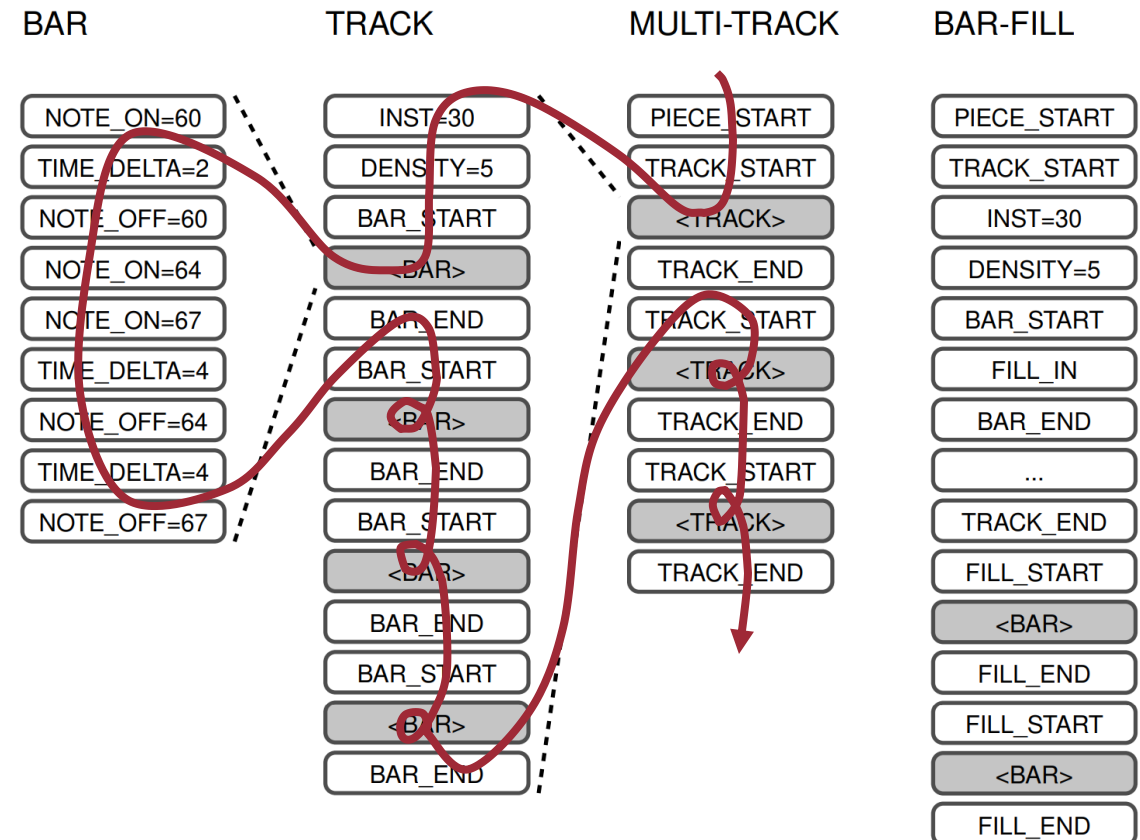 BAR
NOTE_ON=60
TIME_DELTA=2
NOTE_OFF=60
NOTE_ON=64
NOTE_ON=67
TIME_DELTA=4
NOTE_OFF=64
TIME_DELTA=4
NOTE_OFF=67
TRACK
INST=30
DENSITY=5
BAR_START
<BAR>
BAR_END
BAR_START
<BAR>
BAR_END
BAR_START
<BAR>
BAR_END
BAR_START
<BAR>
BAR_END
MULTI-TRACK
PIECE_START
TRACK_START
<TRACK>
TRACK_END
TRACK_START
<TRACK>
TRACK_END
TRACK_START
<TRACK>
TRACK_END
BAR-FILL
PIECE_START
TRACK_START
INST=30
DENSITY=5
BAR_START
FILL_IN
BAR_END
...
TRACK_END
FILL_START
<BAR>
FILL_END
FILL_START
<BAR>
FILL_END